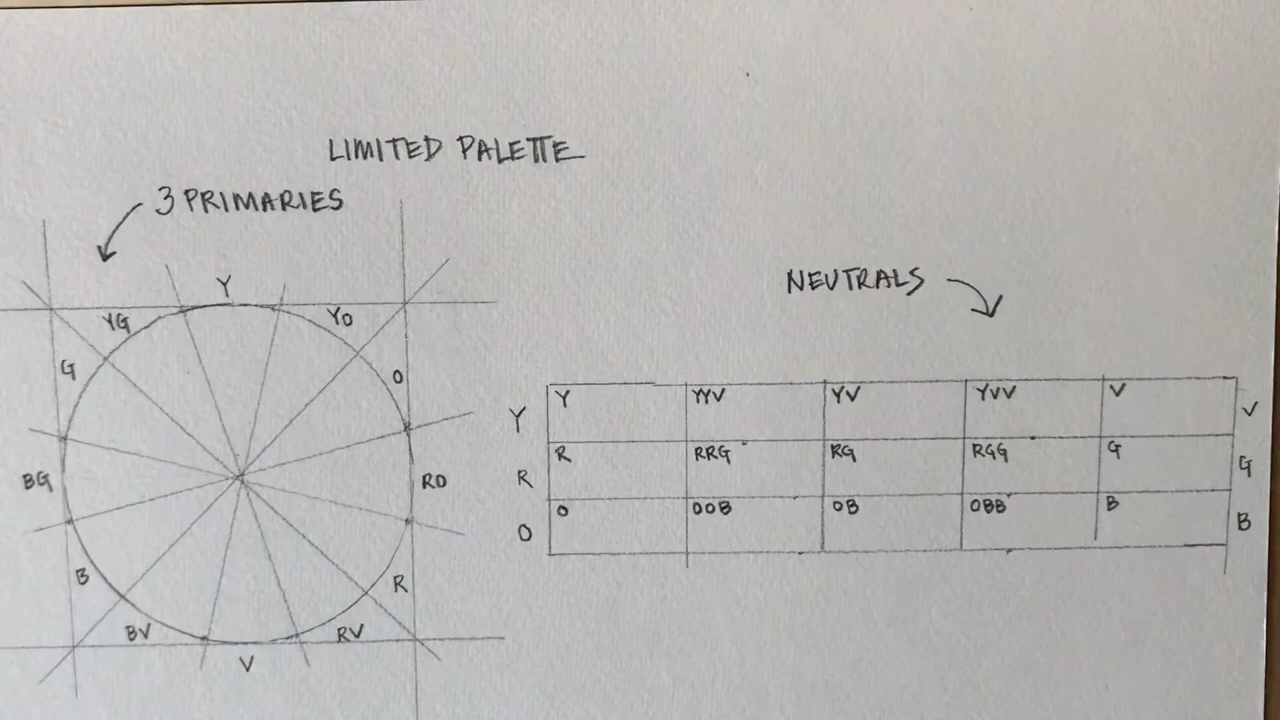 LIMITED PALETTE
3 PRIMARIES
Y
YG
YO
G
O
BG
RO
B
R
BV
RV
V
NEUTRALS
Y Y YYV YV YVV V V
R R RRG RG RGG G G
O O OOB OB OBB B B